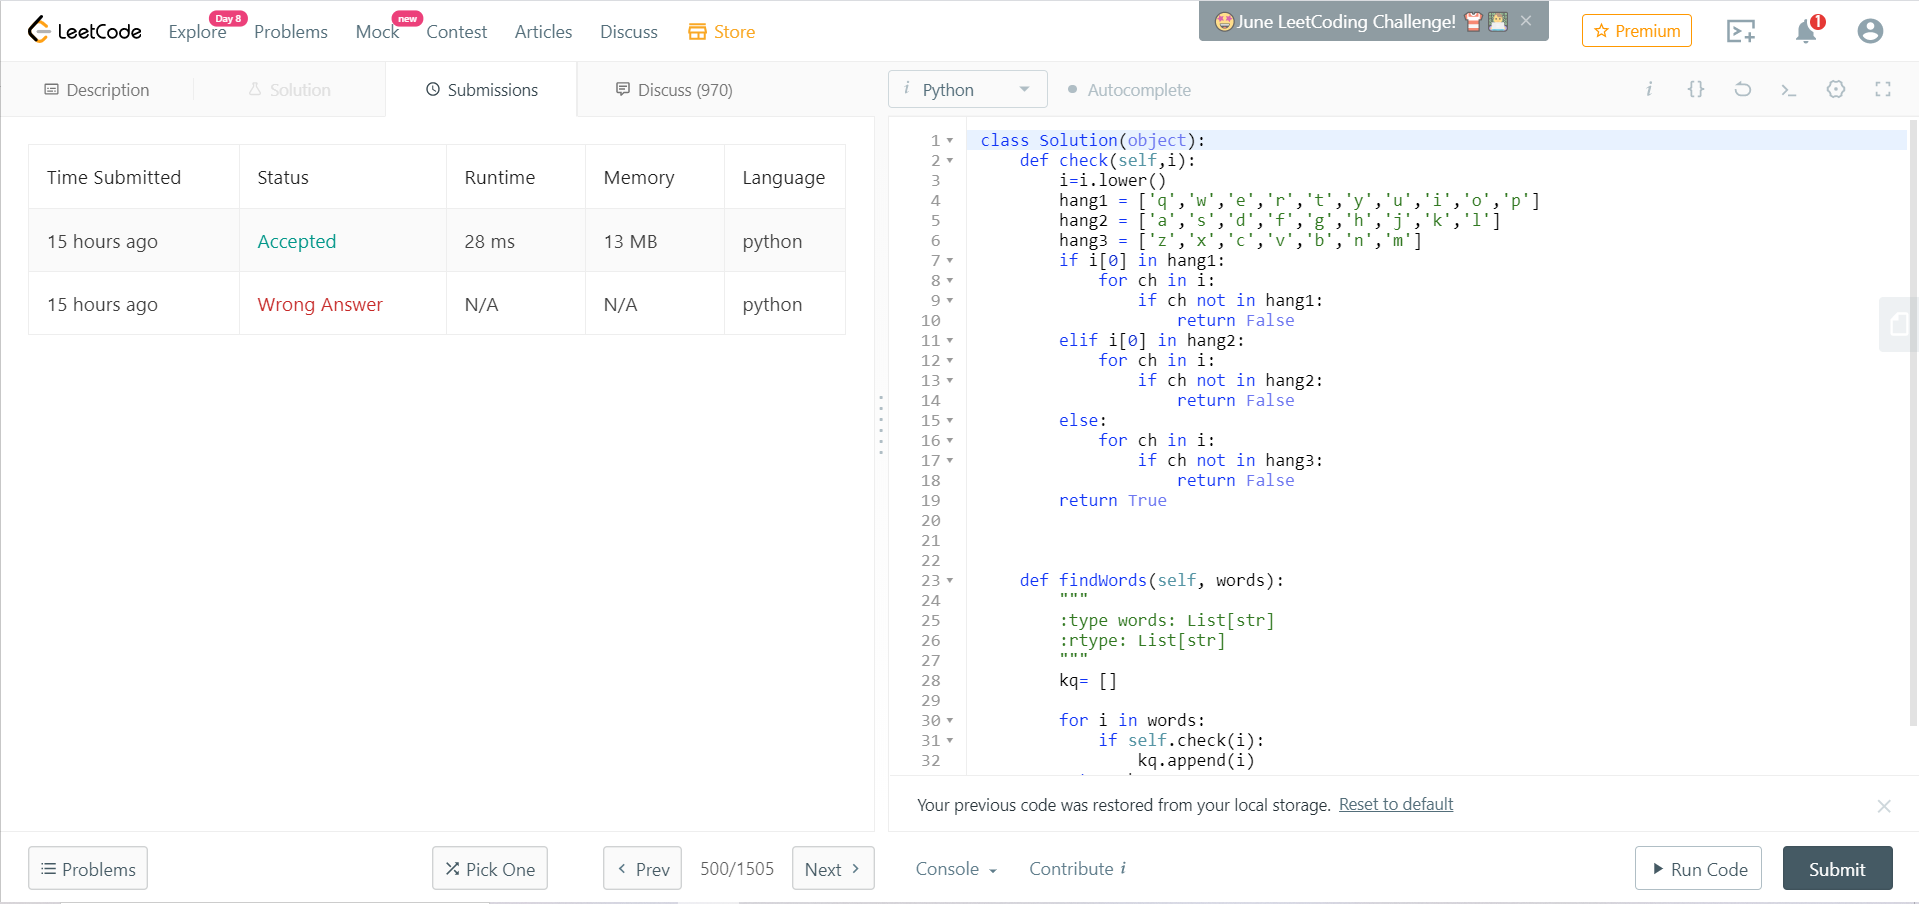 LeetCode
Explore
Day 8
Problems
Mock
new
Contest
Articles
Discuss
Store
June LeetCoding Challenge!
Premium
1
Description
Solution
Submissions
Discuss (970)
i
Python
Autocomplete
i
{}
Time Submitted Status Runtime Memory Language
15 hours ago Accepted 28 ms 13 MB python
15 hours ago Wrong Answer N/A N/A python
1 class Solution(object):
2 def check(self,i):
3 i=i.lower()
4 hang1 = ['q','w','e','r','t','y','u','i','o','p']
5 hang2 = ['a','s','d','f','g','h','j','k','l']
6 hang3 = ['z','x','c','v','b','n','m']
7 if i[0] in hang1:
8 for ch in i:
9 if ch not in hang1:
10 return False
11 elif i[0] in hang2:
12 for ch in i:
13 if ch not in hang2:
14 return False
15 else:
16 for ch in i:
17 if ch not in hang3:
18 return False
19 return True
20
21
22
23 def findWords(self, words):
24 """
25 :type words: List[str]
26 :rtype: List[str]
27 """
28 kq= []
29
30 for i in words:
31 if self.check(i):
32 kq.append(i)
Your previous code was restored from your local storage. Reset to default
Problems
Pick One
Prev
500/1505
Next
Console
Contribute i
Run Code
Submit